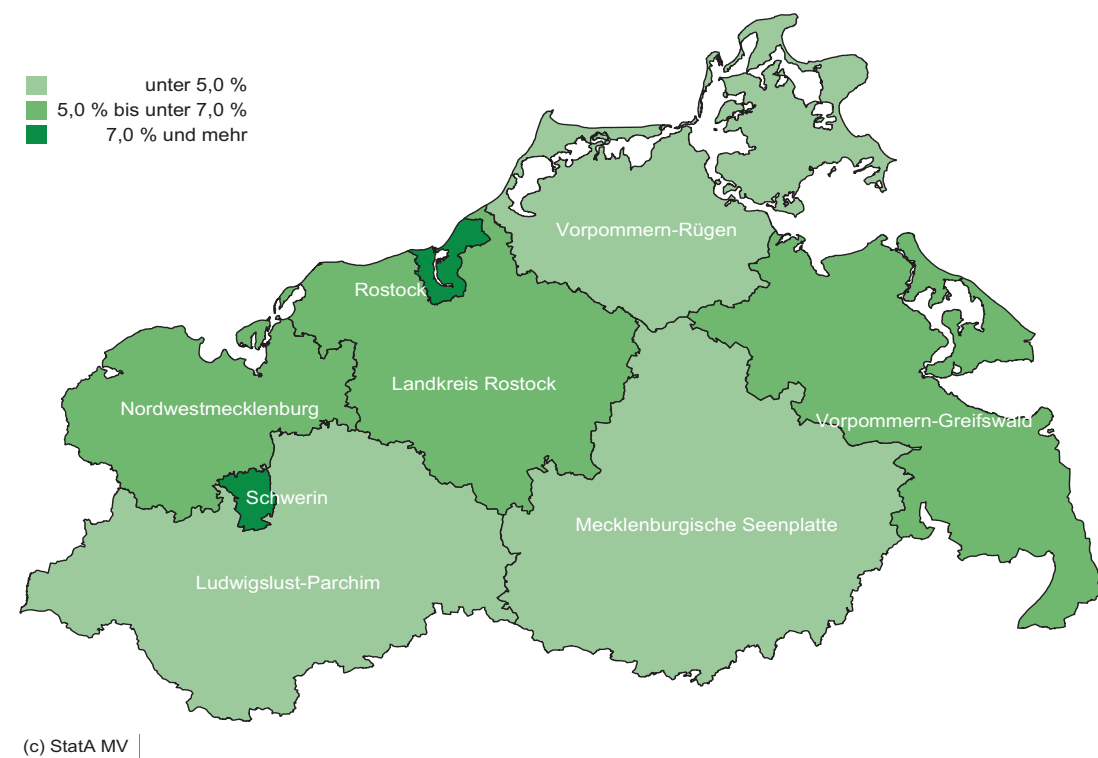 unter 5,0 %
5,0 % bis unter 7,0 %
7,0 % und mehr
Vorpommern-Rügen
Rostock
Landkreis Rostock
Nordwestmecklenburg
Vorpommern-Greifswald
Schwerin
Mecklenburgische Seenplatte
Ludwigslust-Parchim
(c) StatA MV